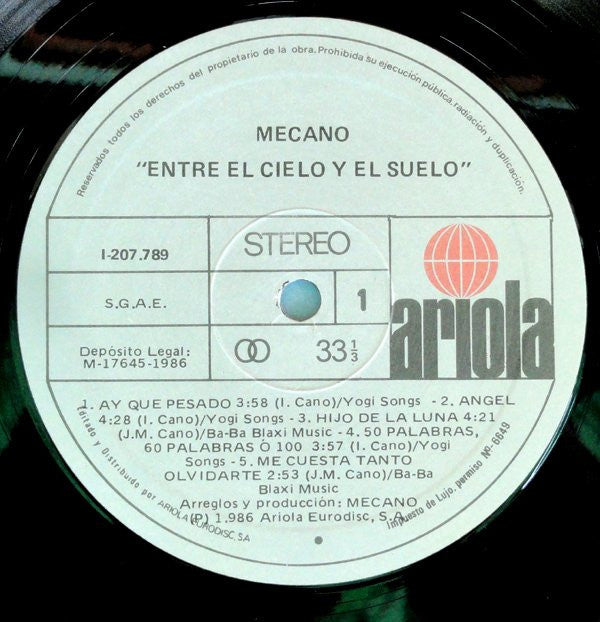 Reservados todos los derechos del propietario de la obra. Prohibida su ejecución pública, radiación y duplicación.
MECANO
"ENTRE EL CIELO Y EL SUELO"
I-207.789
STEREO
S.G.A.E.
1
ariola
Depósito Legal:
M-17645-1986
33 1/3
1. AY QUE PESADO 3:58 (I. Cano)/Yogi Songs - 2. ANGEL
4:28 (I. Cano)/Yogi Songs - 3. HIJO DE LA LUNA 4:21
(J.M. Cano)/Ba-Ba Blaxi Music - 4. 50 PALABRAS,
60 PALABRAS Ó 100 3:57 (I. Cano)/Yogi
Songs - 5. ME CUESTA TANTO
OLVIDARTE 2:53 (J.M. Cano)/Ba-Ba
Blaxi Music
Arreglos y producción: MECANO
(P) 1.986 Ariola Eurodisc, S.A.
Editado y Distribuido por ARIOLA EURODISC. S.A
Impuesto de Lujo, permiso Nº- 6649